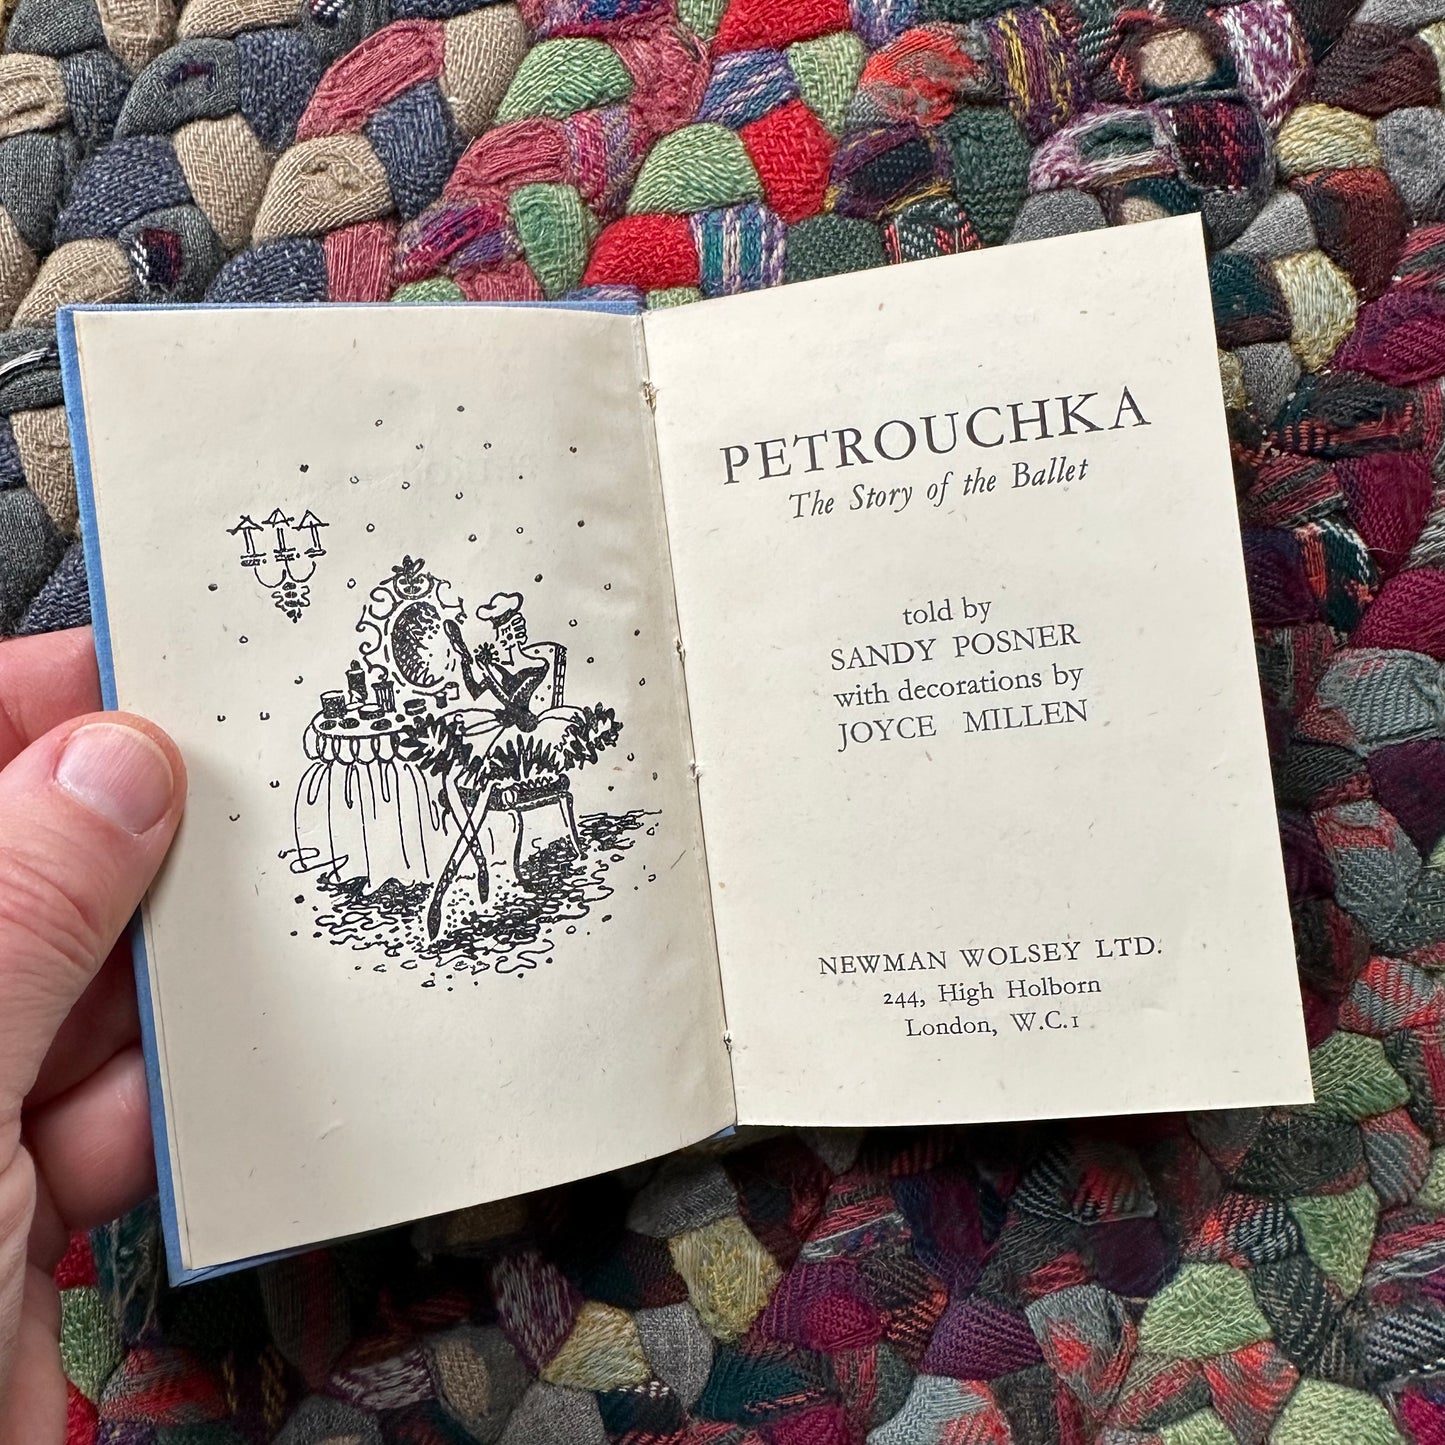 PETROUCHKA
The Story of the Ballet
told by
SANDY POSNER
with decorations by
JOYCE MILLEN
NEWMAN WOLSEY LTD.
244, High Holborn
London, W.C.1